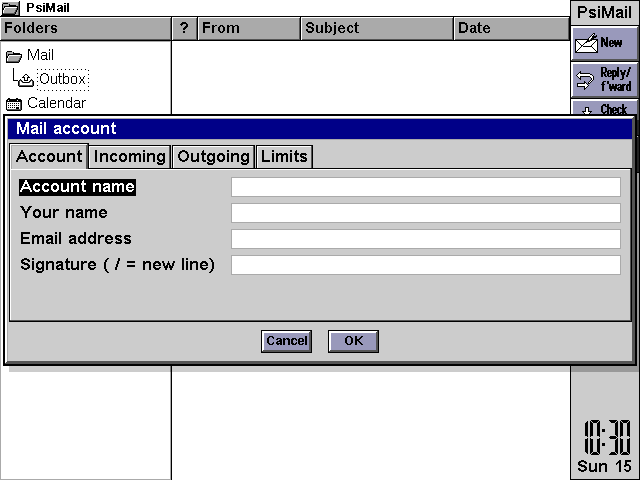 PsiMail
PsiMail
Folders ? From Subject Date
New
Mail
Outbox
Reply/
f'ward
Calendar
Check
Mail account
Account Incoming Outgoing Limits
Account name
Your name
Email address
Signature ( / = new line)
Cancel OK
10:30
Sun 15